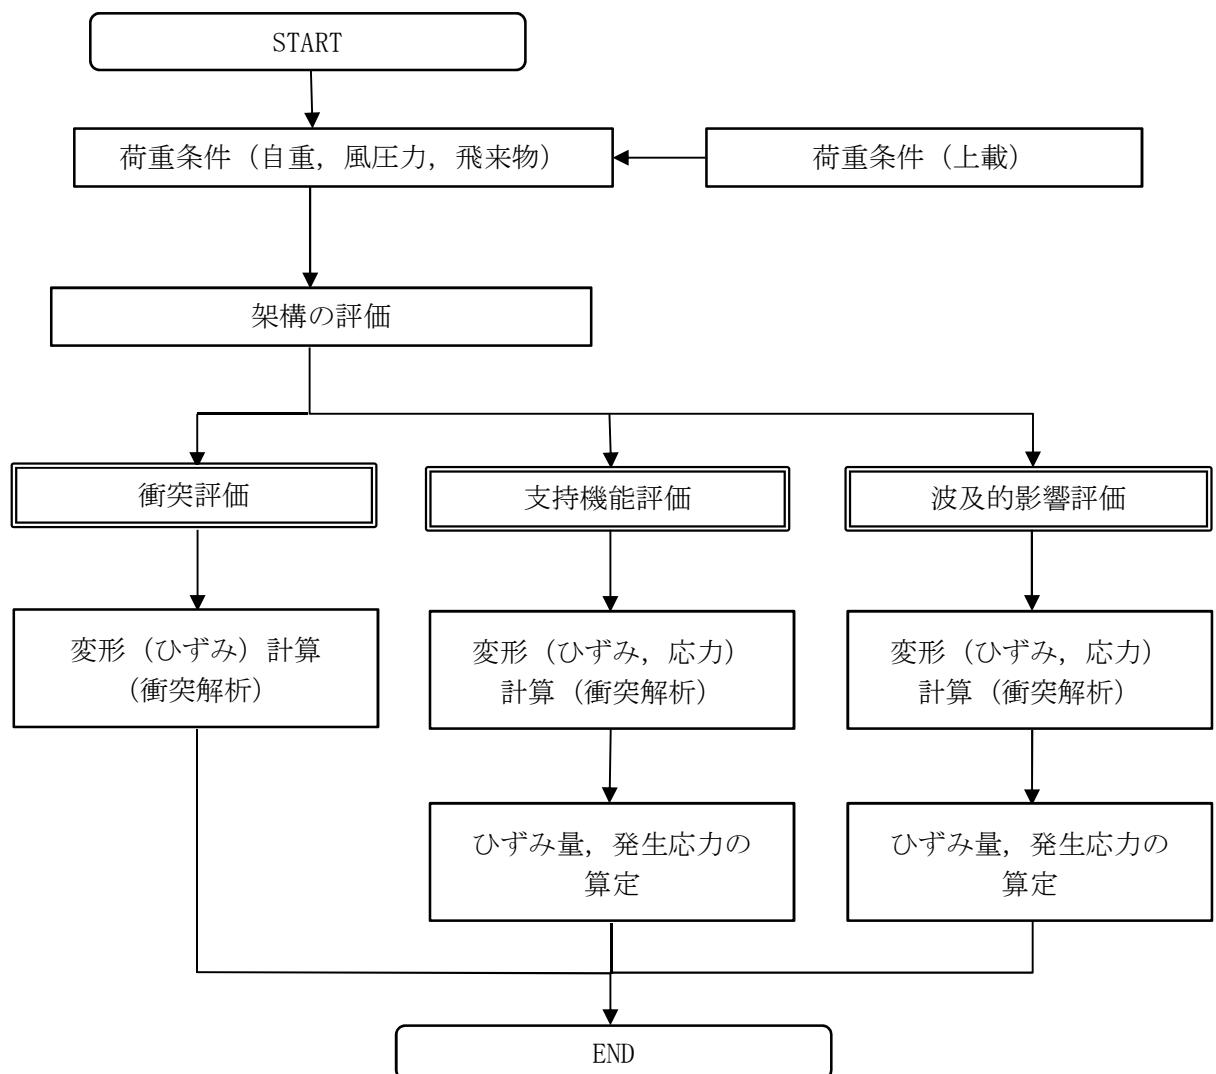 START
荷重条件（自重，風圧力，飛来物）
荷重条件（上載）
架構の評価
衝突評価
支持機能評価
波及的影響評価
変形（ひずみ）計算
（衝突解析）
変形（ひずみ，応力）
計算（衝突解析）
変形（ひずみ，応力）
計算（衝突解析）
ひずみ量，発生応力の
算定
ひずみ量，発生応力の
算定
END